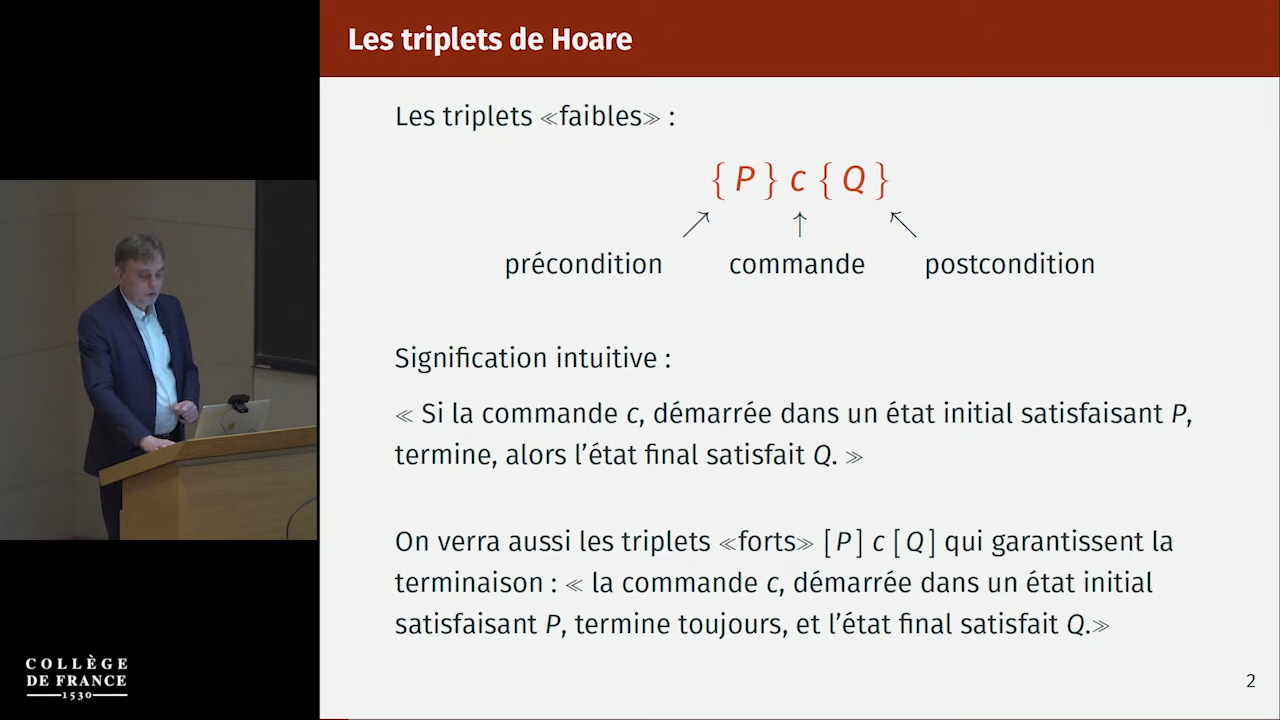 Les triplets de Hoare
Les triplets ≪faibles≫ :
{ P } c { Q }
↗ ↑ ↖
précondition commande postcondition
Signification intuitive :
≪ Si la commande c, démarrée dans un état initial satisfaisant P,
termine, alors l’état final satisfait Q. ≫
On verra aussi les triplets ≪forts≫ [ P ] c [ Q ] qui garantissent la
terminaison : ≪ la commande c, démarrée dans un état initial
satisfaisant P, termine toujours, et l’état final satisfait Q.≫
COLLÈGE
DE FRANCE
1530
2